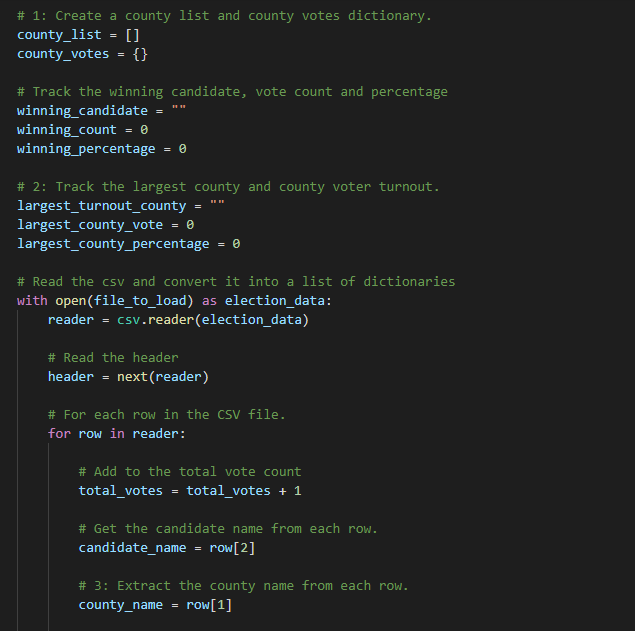 # 1: Create a county list and county votes dictionary.
county_list = []
county_votes = {}
# Track the winning candidate, vote count and percentage
winning_candidate = ""
winning_count = 0
winning_percentage = 0
# 2: Track the largest county and county voter turnout.
largest_turnout_county = ""
largest_county_vote = 0
largest_county_percentage = 0
# Read the csv and convert it into a list of dictionaries
with open(file_to_load) as election_data:
    reader = csv.reader(election_data)
    # Read the header
    header = next(reader)
    # For each row in the CSV file.
    for row in reader:
        # Add to the total vote count
        total_votes = total_votes + 1
        # Get the candidate name from each row.
        candidate_name = row[2]
        # 3: Extract the county name from each row.
        county_name = row[1]